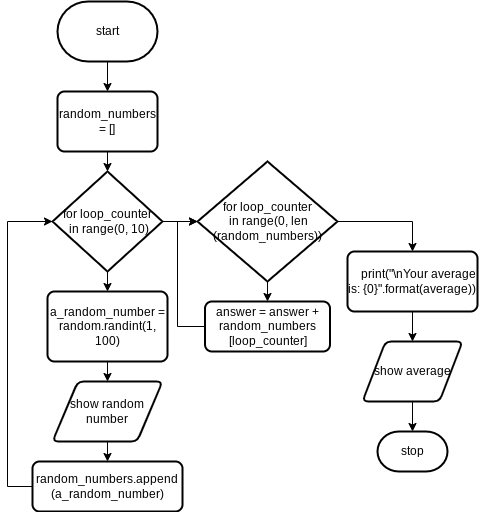 start
random_numbers
= []
for loop_counter
in range(0, 10)
a_random_number =
random.randint(1,
100)
show random
number
random_numbers.append
(a_random_number)
for loop_counter
in range(0, len
(random_numbers))
answer = answer +
random_numbers
[loop_counter]
print("\nYour average
is: {0}".format(average))
show average
stop